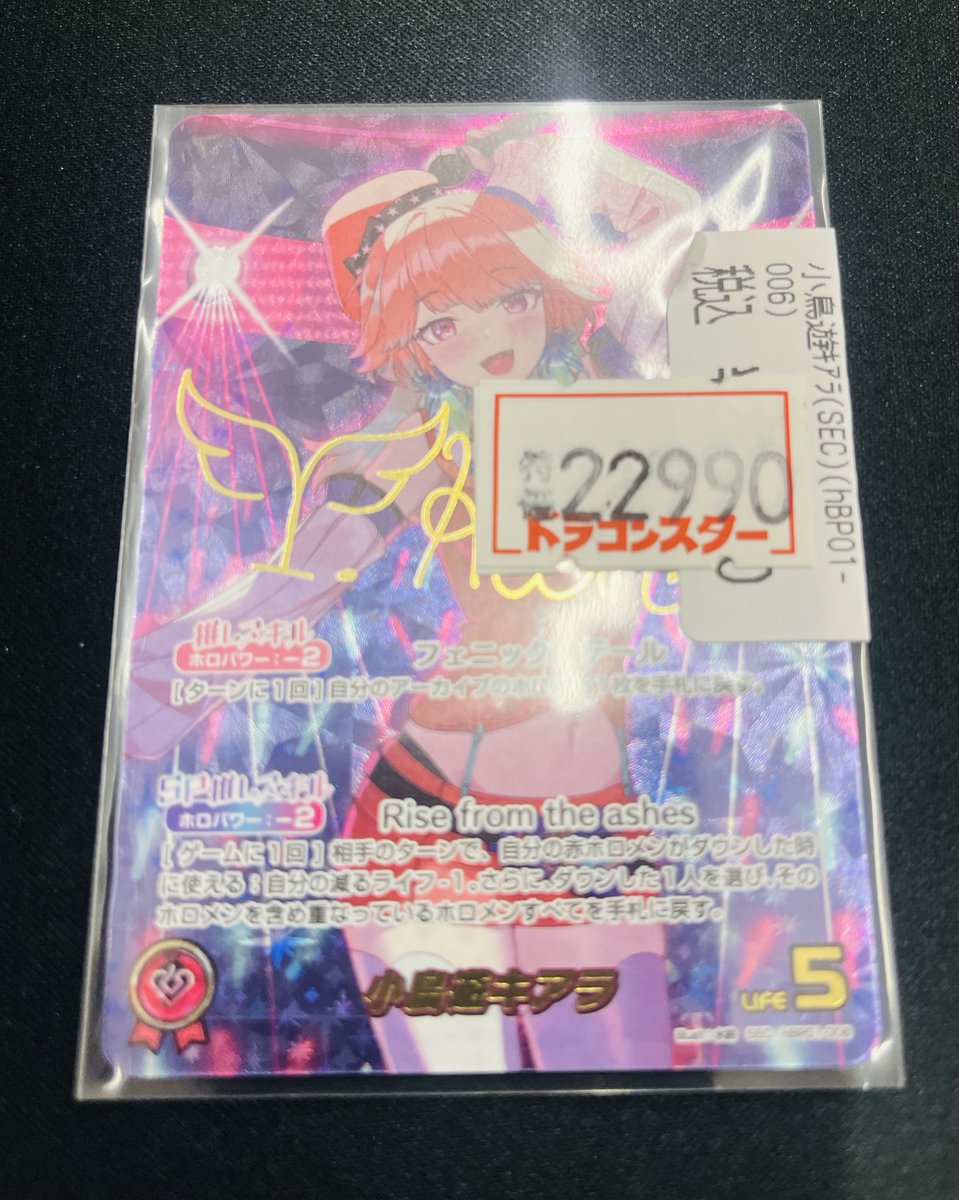 小鳥遊キアラ(SEC)(hBP01-
006)
税込
22990
ドラゴンスター
推しスキル
ホロパワー:-2
[ターンに1回]自分のアーカイブの
1枚を手札に戻す。
SP推しスキル
ホロパワー:-2
Rise from the ashes
[ゲームに1回]相手のターンで、自分の赤ホロメンがダウンした時
に使える:自分の減るライフ-1。さらに、ダウンした1人を選び、その
ホロメンを含め重なっているホロメンすべてを手札に戻す。
小鳥遊キアラ
LIFE 5
SEC hBP01-006